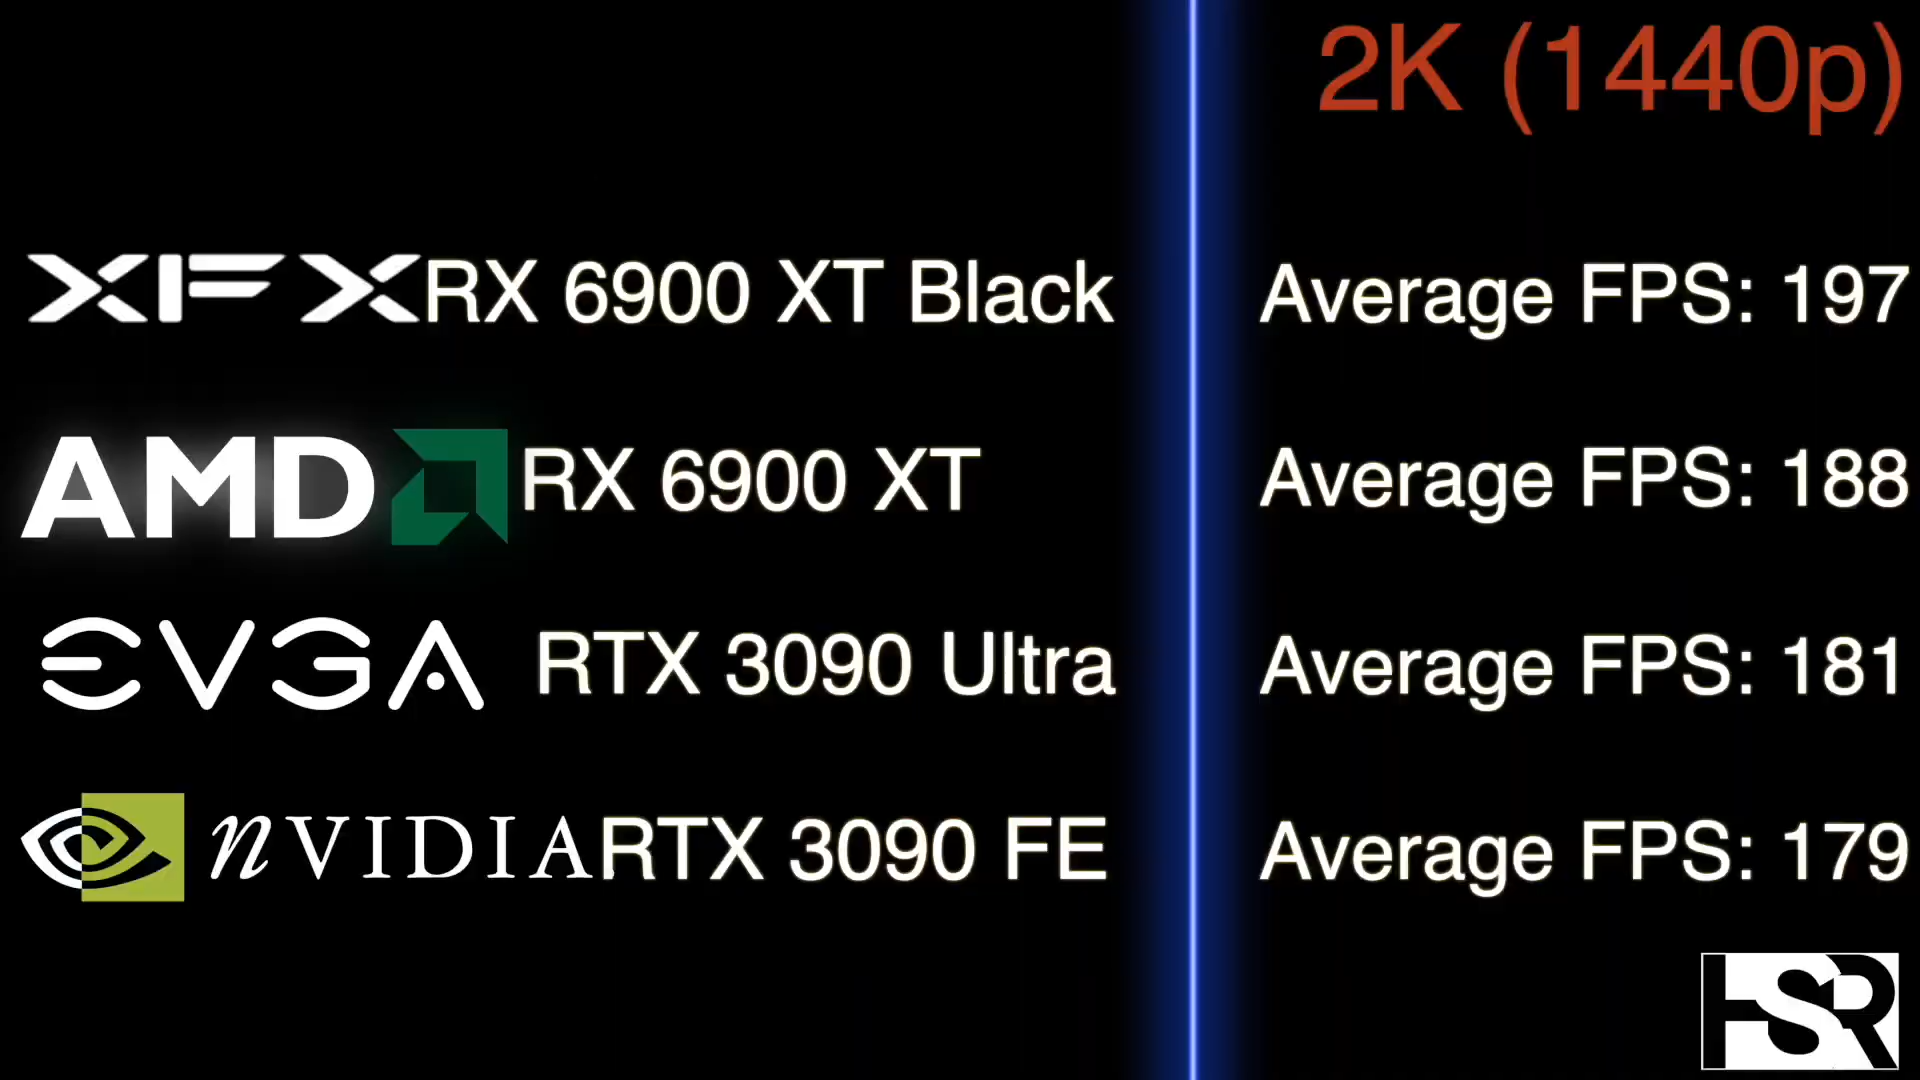 2K (1440p)
XFX RX 6900 XT Black Average FPS: 197
AMD RX 6900 XT Average FPS: 188
EVGA RTX 3090 Ultra Average FPS: 181
nVIDIA RTX 3090 FE Average FPS: 179
HSR